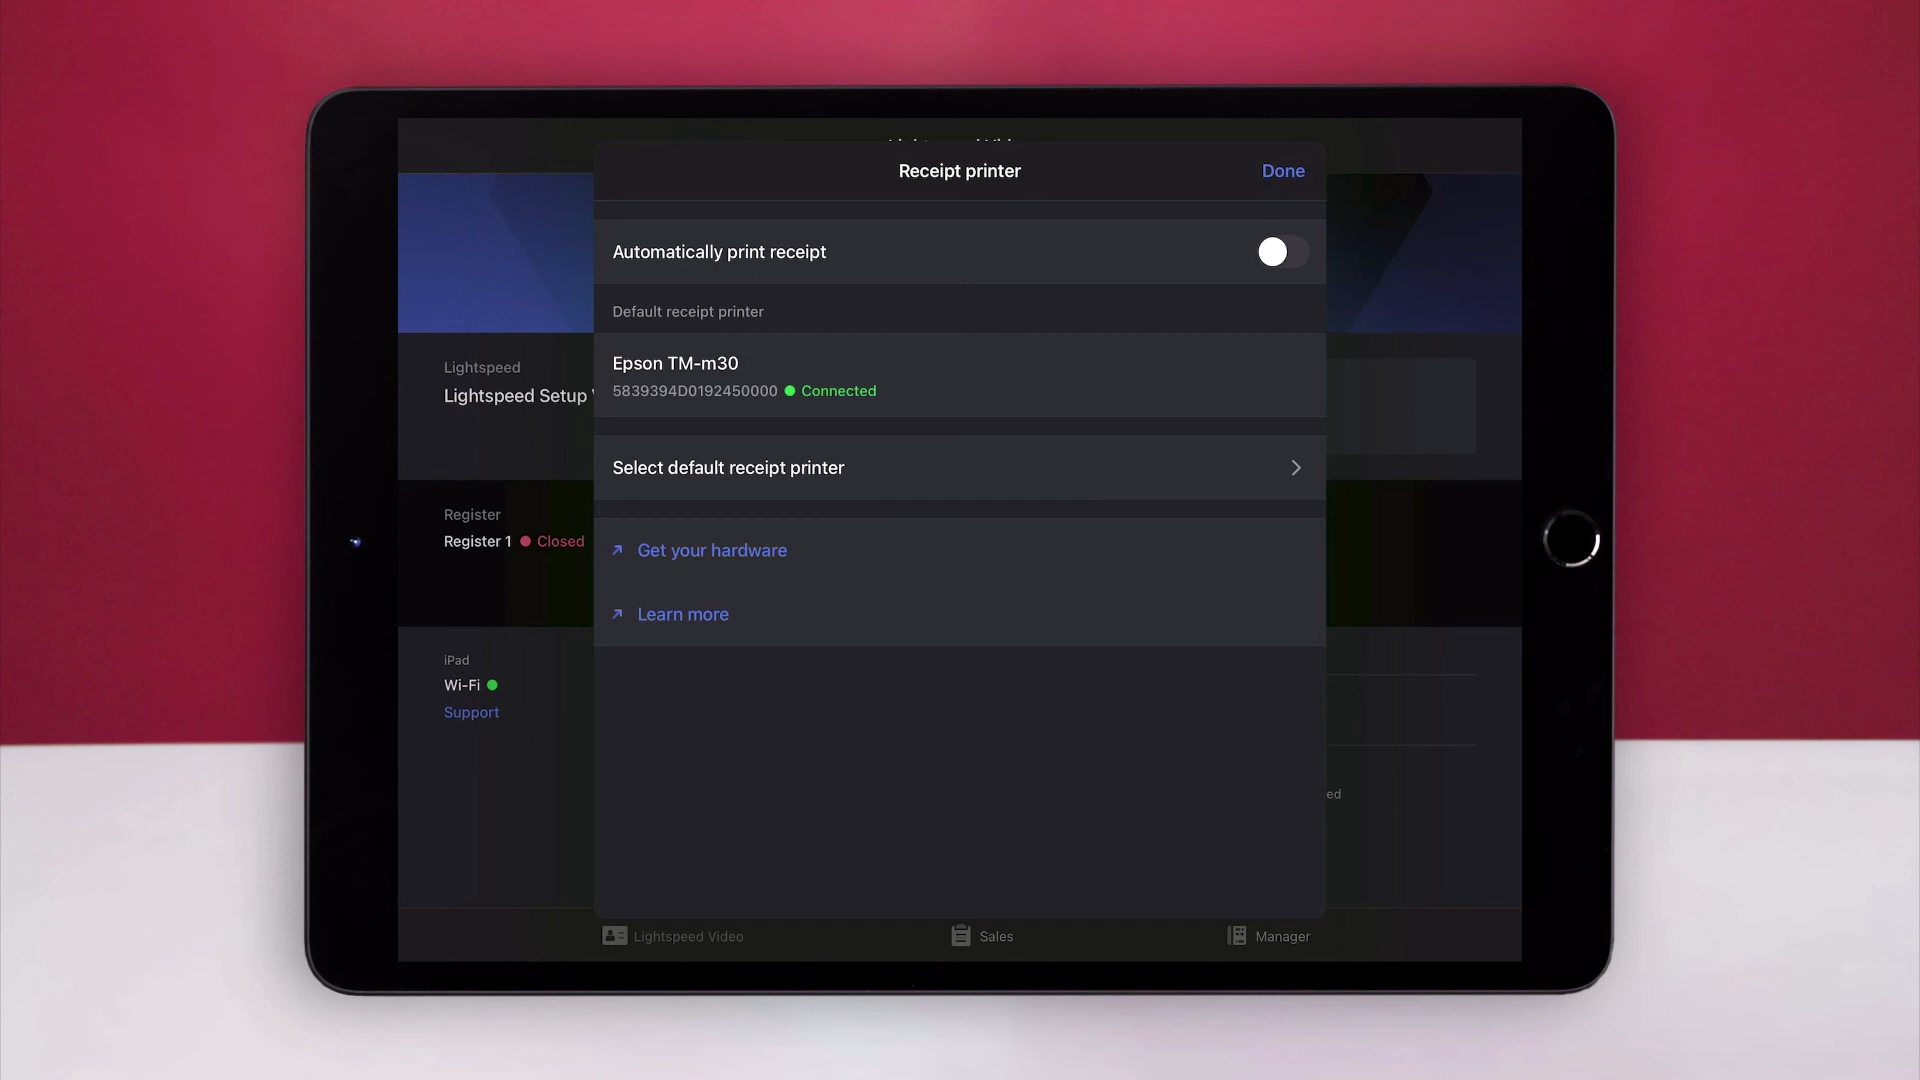 Receipt printer
Done
Automatically print receipt
Default receipt printer
Epson TM-m30
5839394D0192450000 Connected
Select default receipt printer
Get your hardware
Learn more
Lightspeed
Lightspeed Setup
Register
Register 1 Closed
iPad
Wi-Fi
Support
ed
Lightspeed Video
Sales
Manager